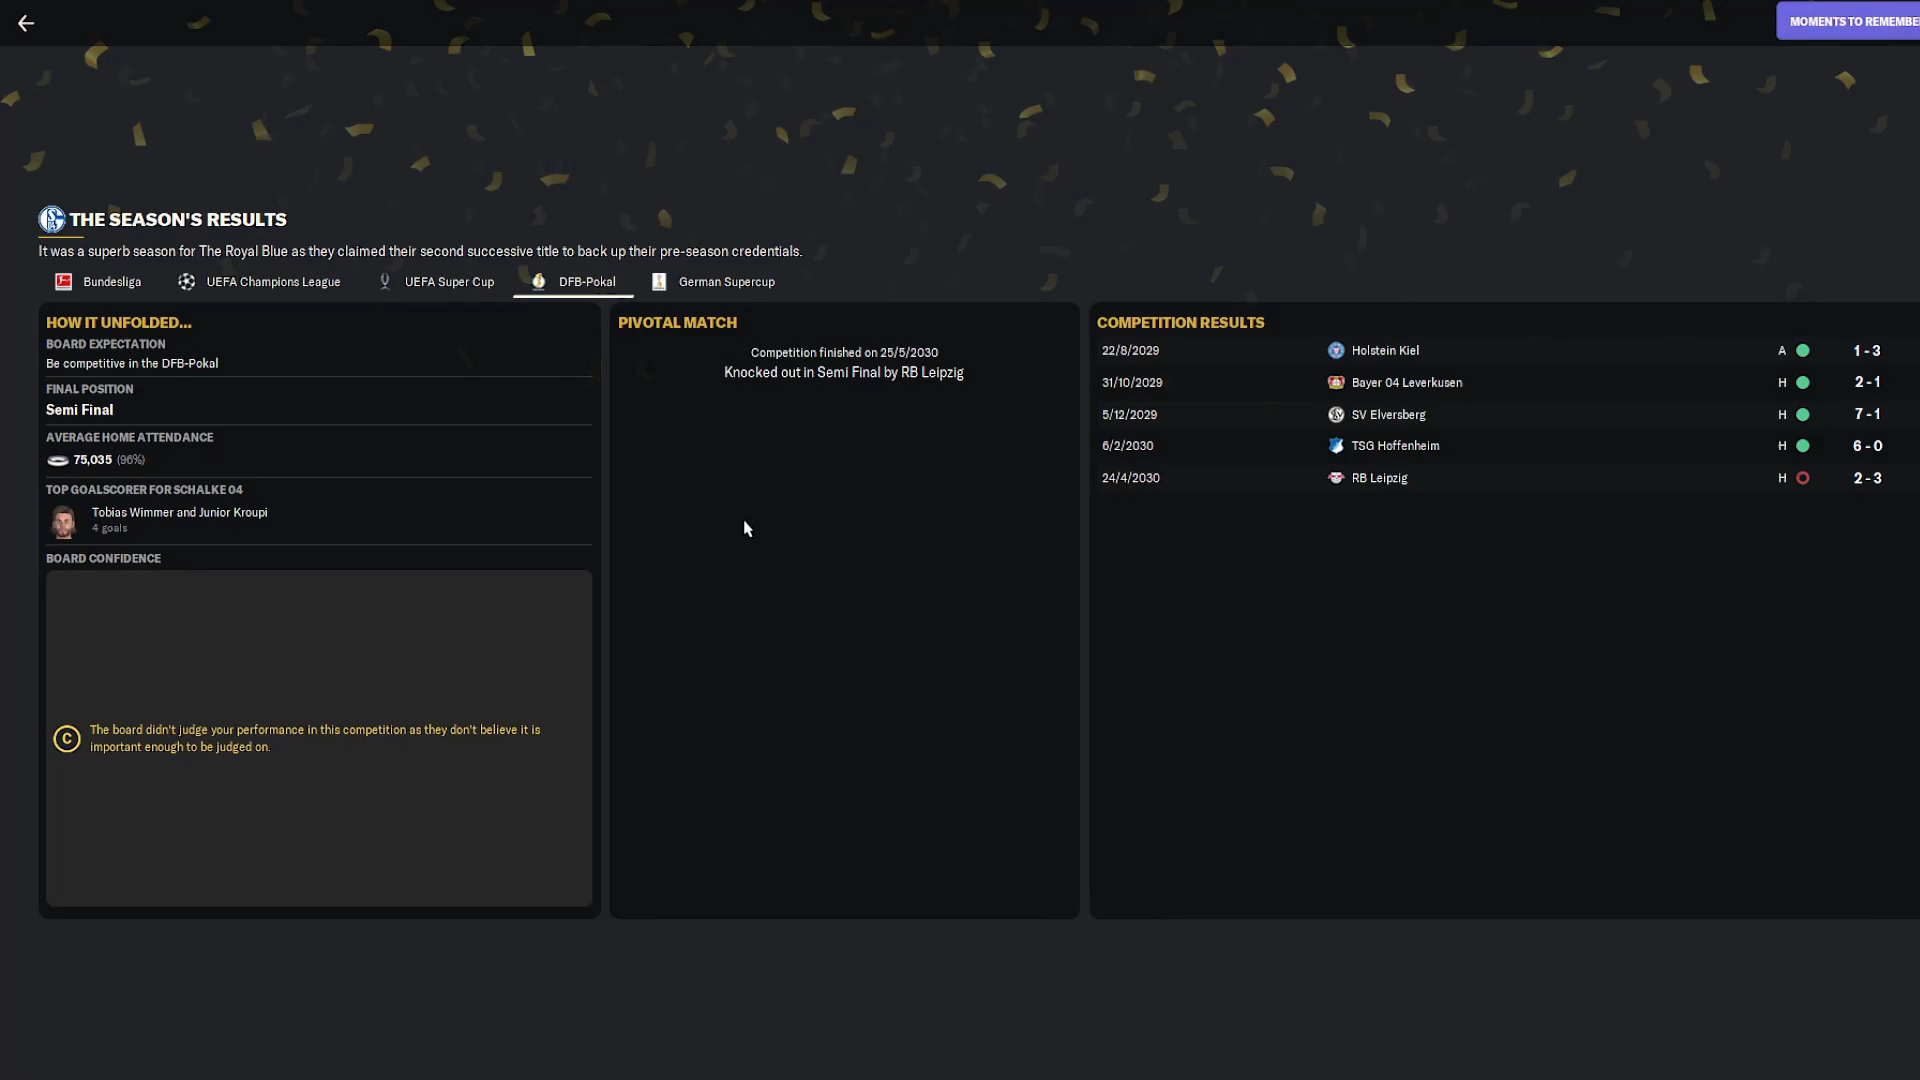 MOMENTS TO REMEMBE
THE SEASON'S RESULTS
It was a superb season for The Royal Blue as they claimed their second successive title to back up their pre-season credentials.
Bundesliga
UEFA Champions League
UEFA Super Cup
DFB-Pokal
German Supercup
HOW IT UNFOLDED...
BOARD EXPECTATION
Be competitive in the DFB-Pokal
FINAL POSITION
Semi Final
AVERAGE HOME ATTENDANCE
75,035 (96%)
TOP GOALSCORER FOR SCHALKE 04
Tobias Wimmer and Junior Kroupi
4 goals
BOARD CONFIDENCE
C
The board didn't judge your performance in this competition as they don't believe it is
important enough to be judged on.
PIVOTAL MATCH
Competition finished on 25/5/2030
Knocked out in Semi Final by RB Leipzig
COMPETITION RESULTS
22/8/2029 Holstein Kiel A 1 - 3
31/10/2029 Bayer 04 Leverkusen H 2 - 1
5/12/2029 SV Elversberg H 7 - 1
6/2/2030 TSG Hoffenheim H 6 - 0
24/4/2030 RB Leipzig H 2 - 3